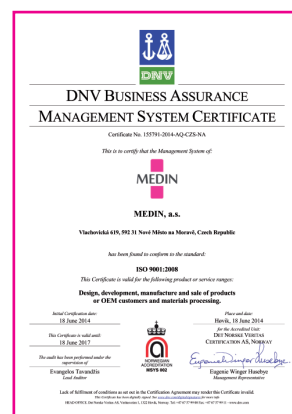 DNV
DNV BUSINESS ASSURANCE
MANAGEMENT SYSTEM CERTIFICATE
Certificate No. 155791-2014-AQ-CZS-NA
This is to certify that the Management System of:
MEDIN
MEDIN, a.s.
Vlachovická 619, 592 31 Nové Město na Moravě, Czech Republic
has been found to conform to the standard:
ISO 9001:2008
This Certificate is valid for the following product or service ranges:
Design, development, manufacture and sale of products
or OEM customers and materials processing.
Initial Certification date:
18 June 2014
Place and date:
Høvik, 18 June 2014
This Certificate is valid until:
18 June 2017
for the Accredited Unit:
DET NORSKE VERITAS
CERTIFICATION AS, NORWAY
The audit has been performed under the
supervision of
Evangelos Tavandžis
Lead Auditor
NORWEGIAN
ACCREDITATION
MSYS 002
Eugenie Winger Husebye
Management Representative
Lack of fulfilment of conditions as set out in the Certification Agreement may render this Certificate invalid.